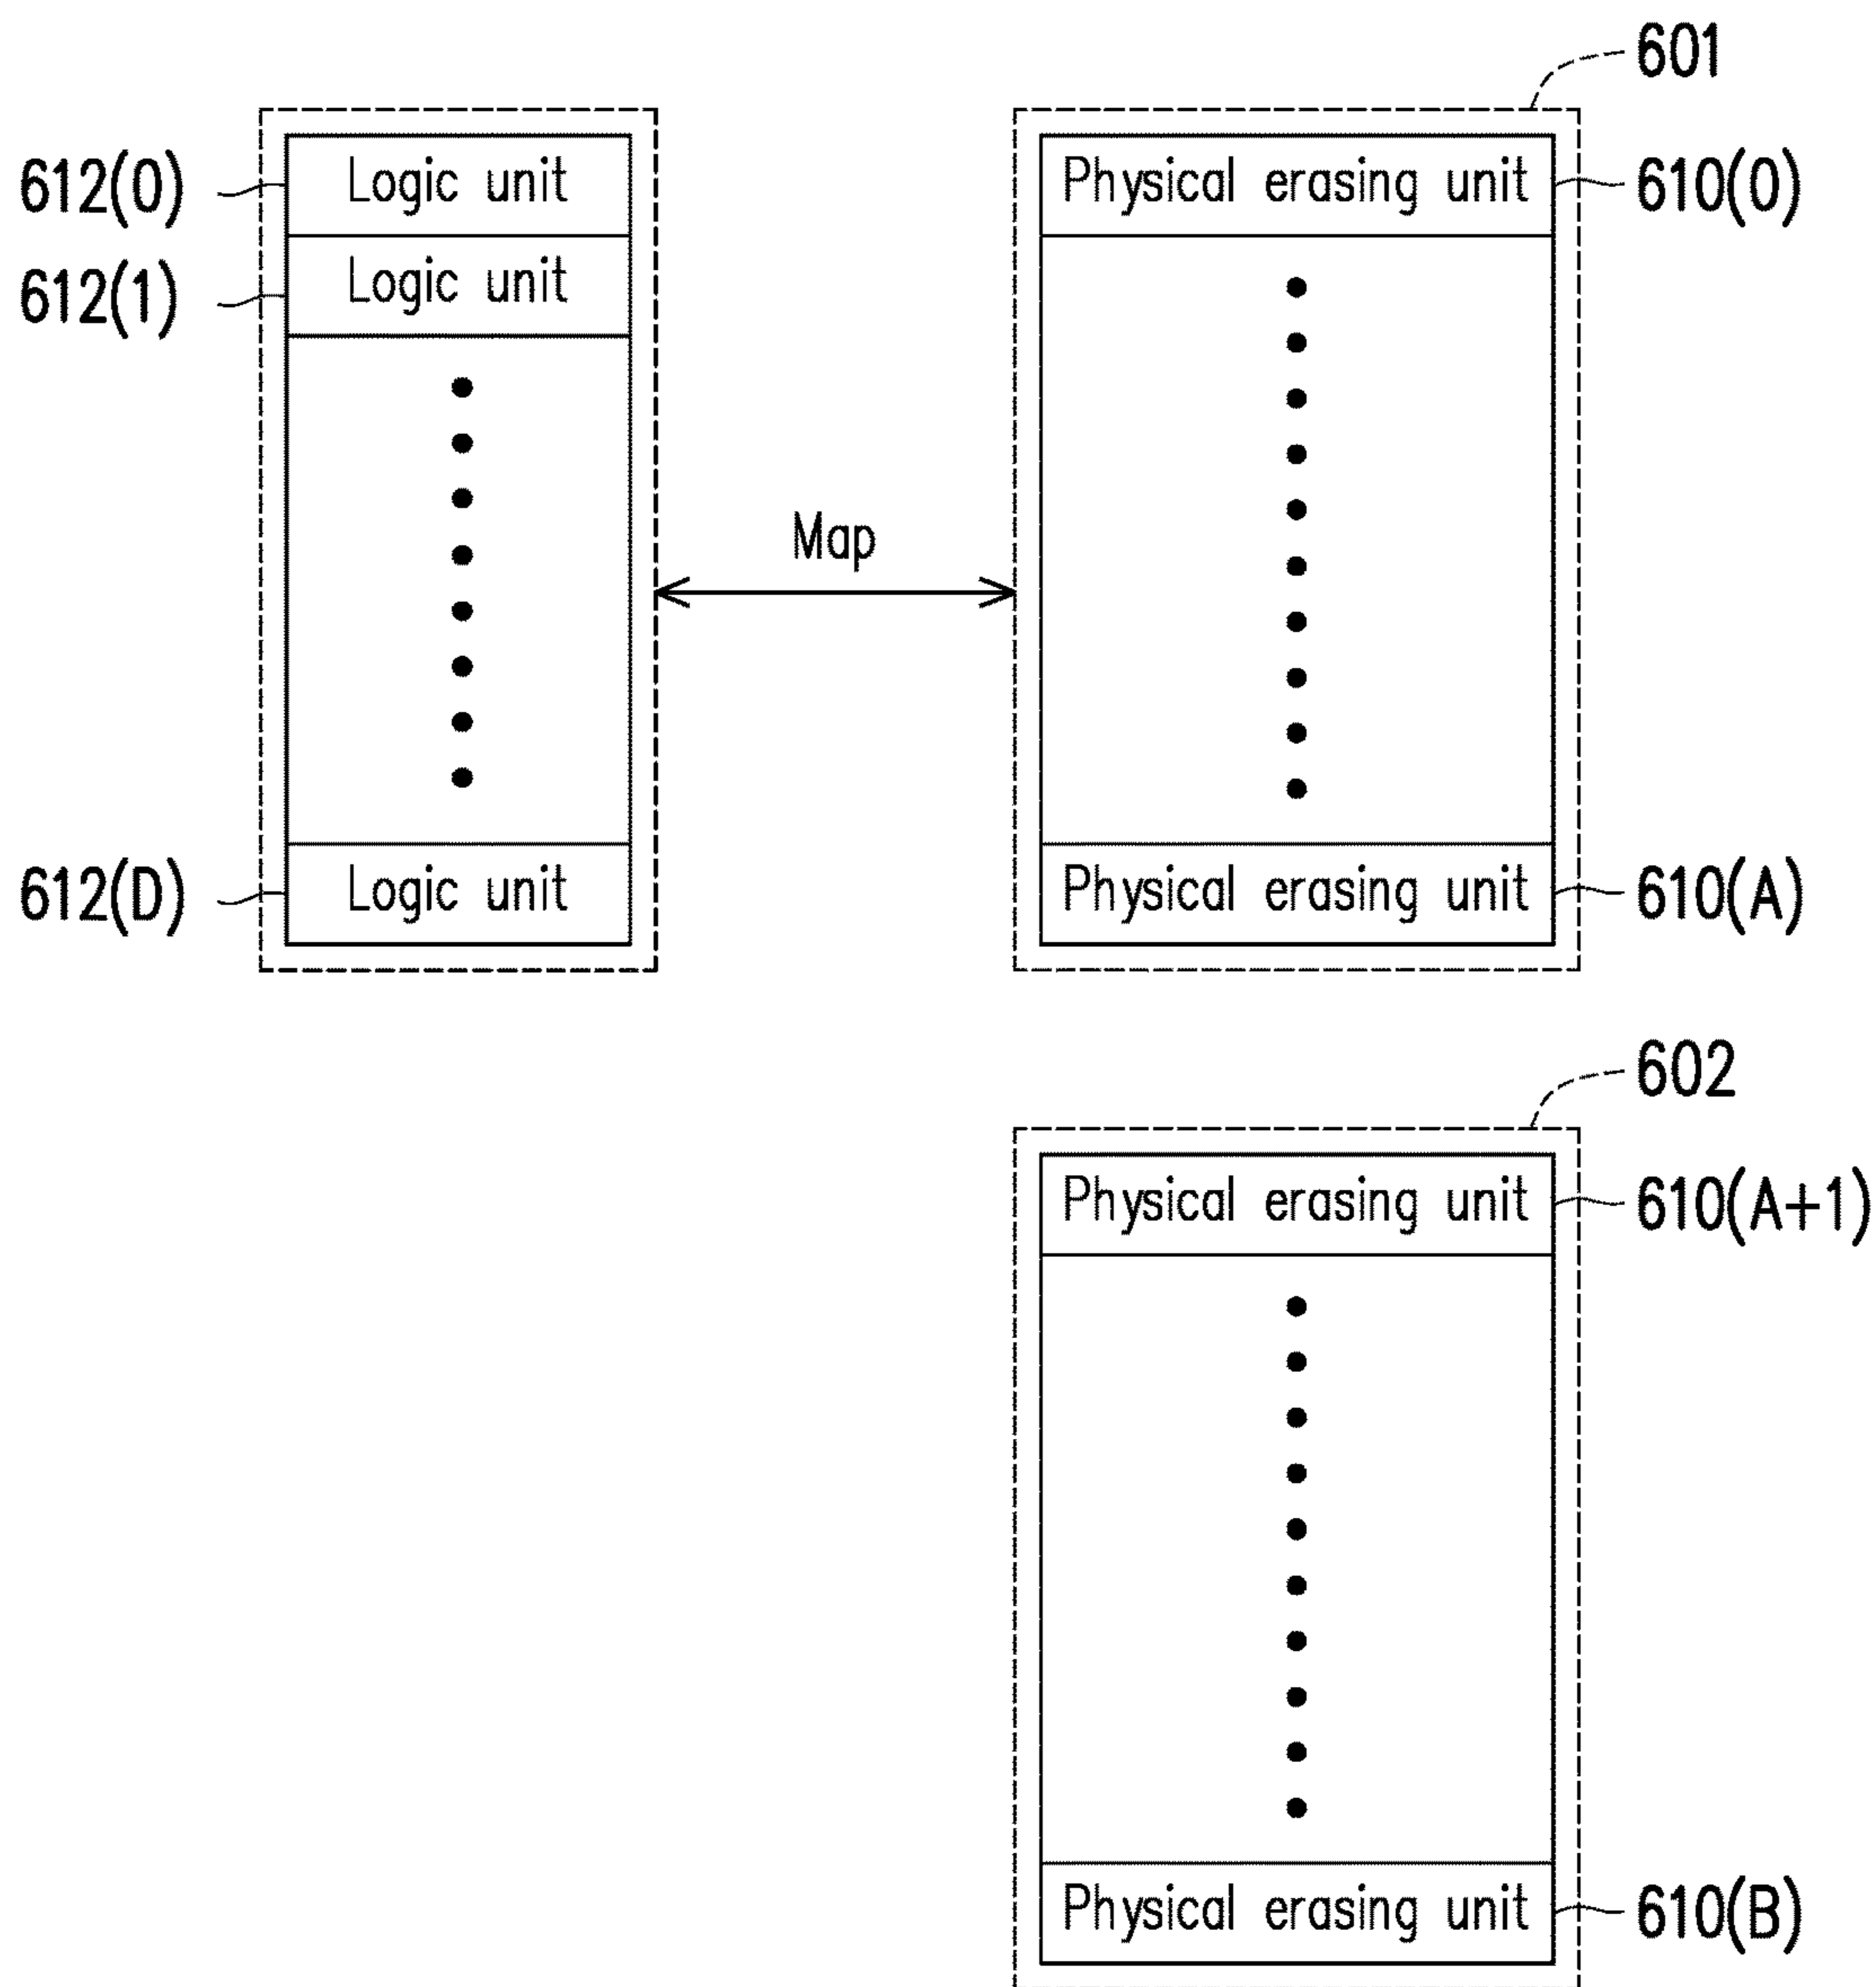 601
612(0) Logic unit Physical erasing unit 610(0)
612(1) Logic unit
Map
612(D) Logic unit Physical erasing unit 610(A)
602
Physical erasing unit 610(A+1)
Physical erasing unit 610(B)